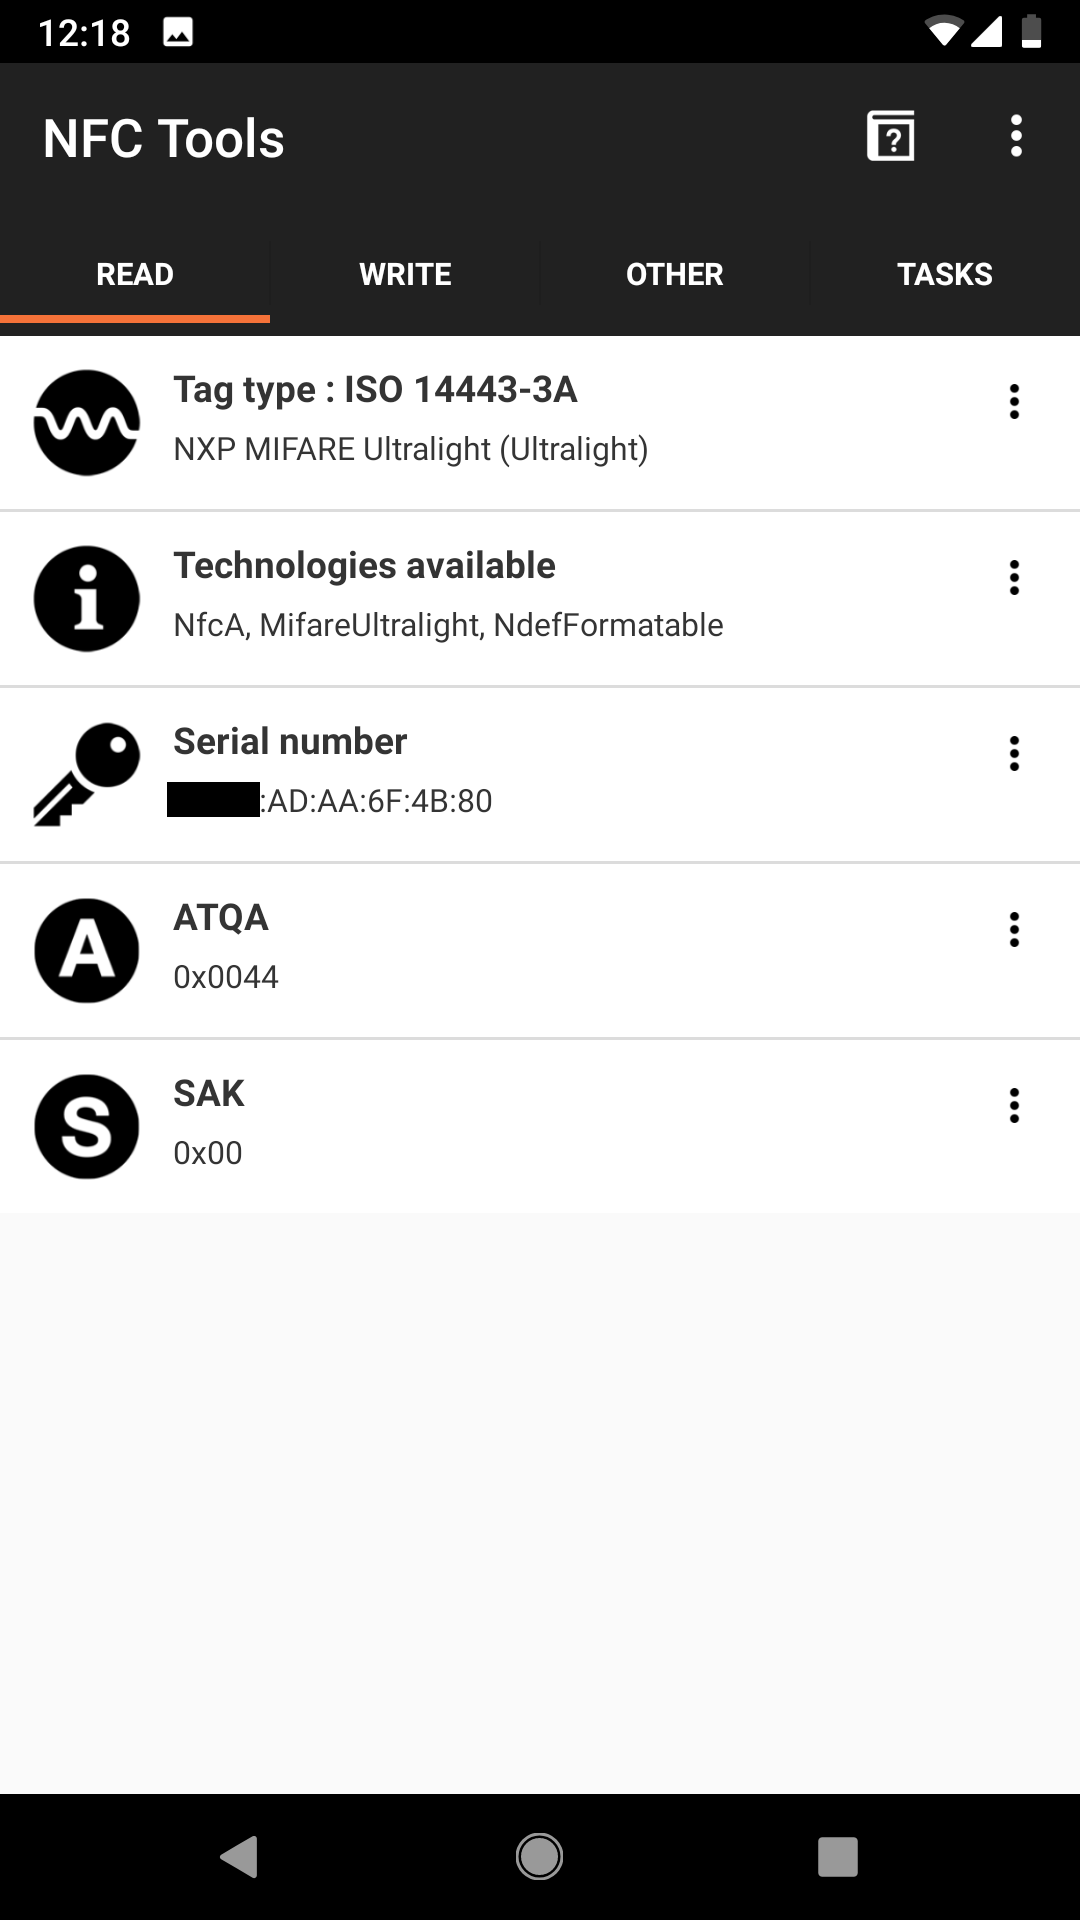 12:18
NFC Tools
?
READ WRITE OTHER TASKS
Tag type : ISO 14443-3A
NXP MIFARE Ultralight (Ultralight)
i
Technologies available
NfcA, MifareUltralight, NdefFormatable
Serial number
:AD:AA:6F:4B:80
A
ATQA
0x0044
S
SAK
0x00